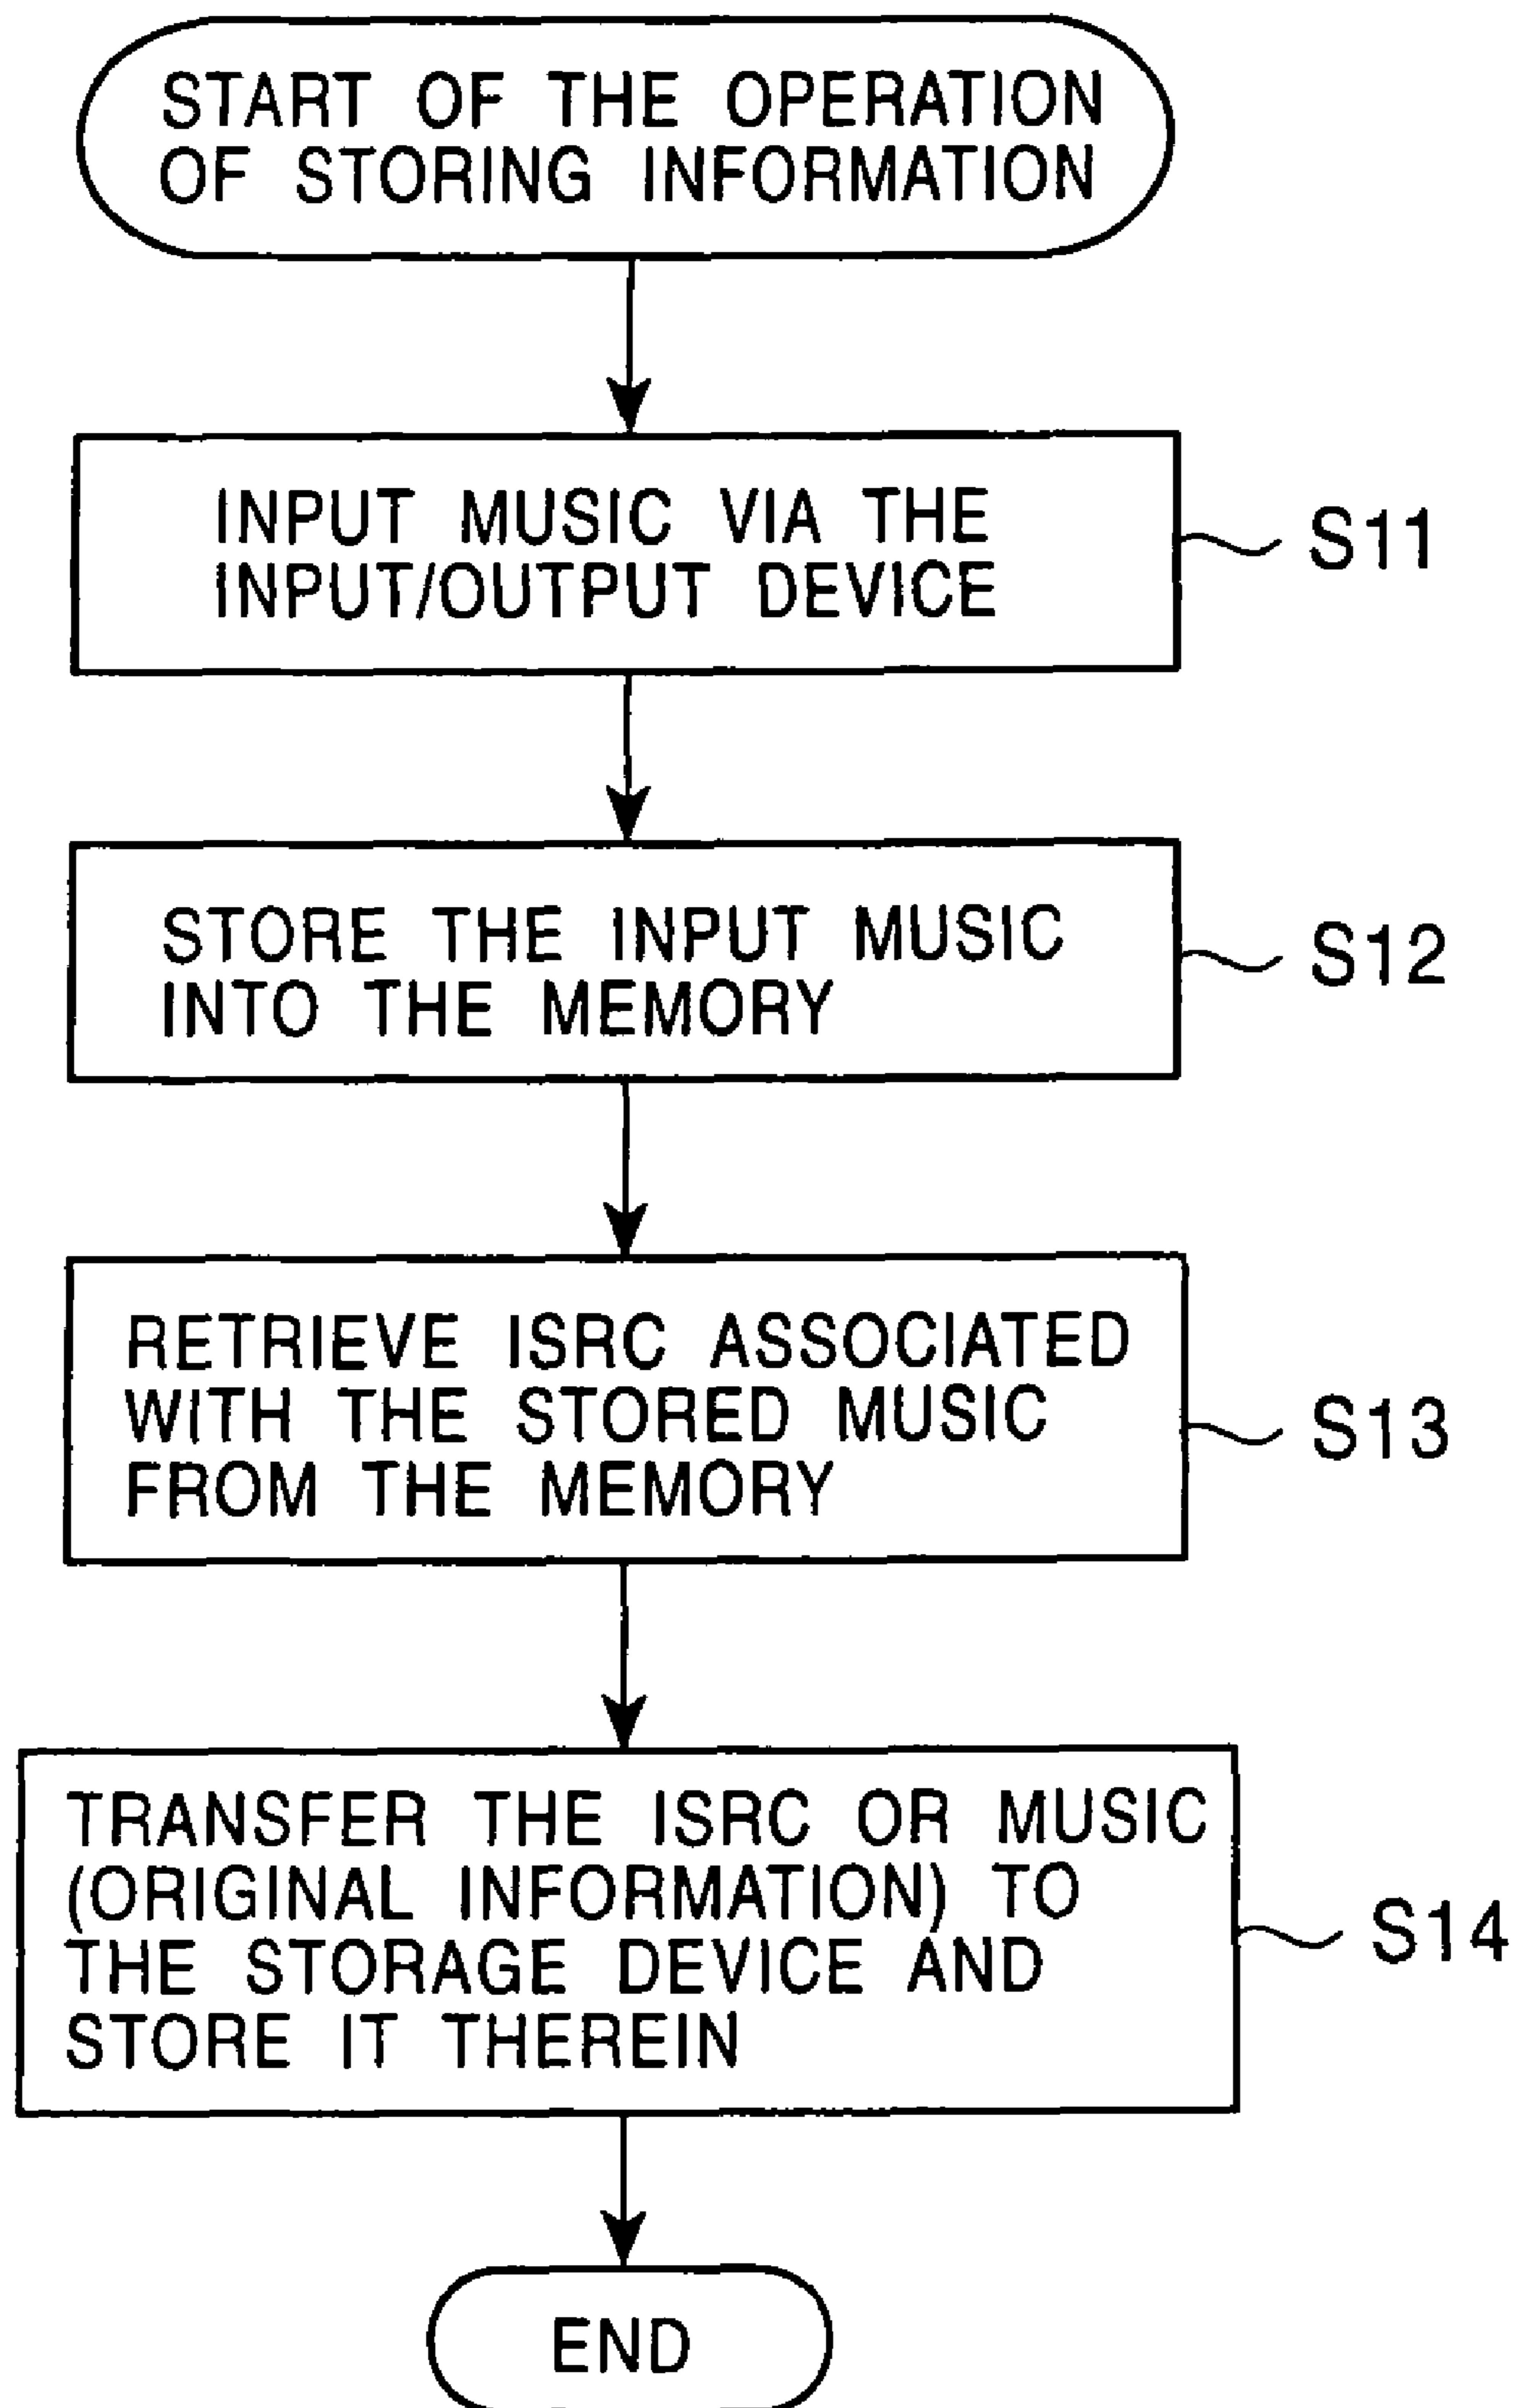 START OF THE OPERATION
OF STORING INFORMATION
INPUT MUSIC VIA THE
INPUT/OUTPUT DEVICE
S11
STORE THE INPUT MUSIC
INTO THE MEMORY
S12
RETRIEVE ISRC ASSOCIATED
WITH THE STORED MUSIC
FROM THE MEMORY
S13
TRANSFER THE ISRC OR MUSIC
(ORIGINAL INFORMATION) TO
THE STORAGE DEVICE AND
STORE IT THEREIN
S14
END